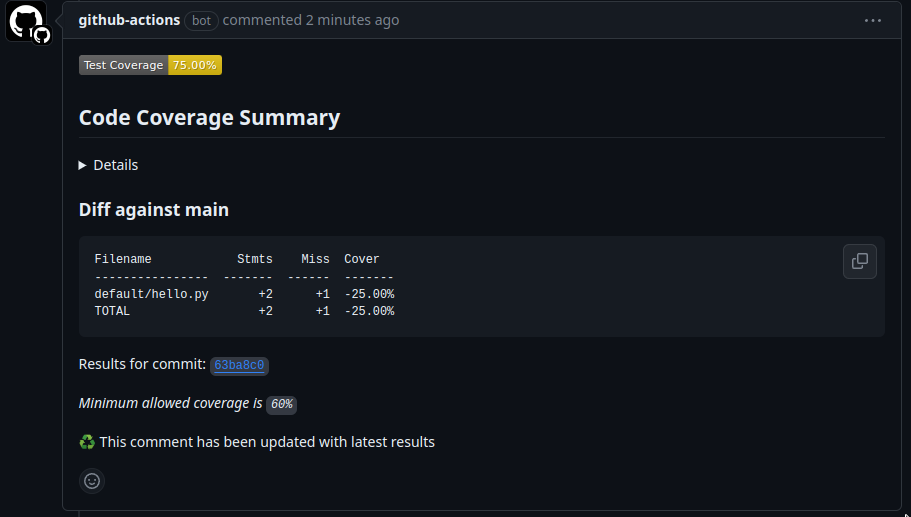 github-actions bot commented 2 minutes ago
Test Coverage 75.00%
Code Coverage Summary
Details
Diff against main
Filename Stmts Miss Cover
---------------- ------- ------ -------
default/hello.py +2 +1 -25.00%
TOTAL +2 +1 -25.00%
Results for commit: 63ba8c0
Minimum allowed coverage is 60%
♻️ This comment has been updated with latest results